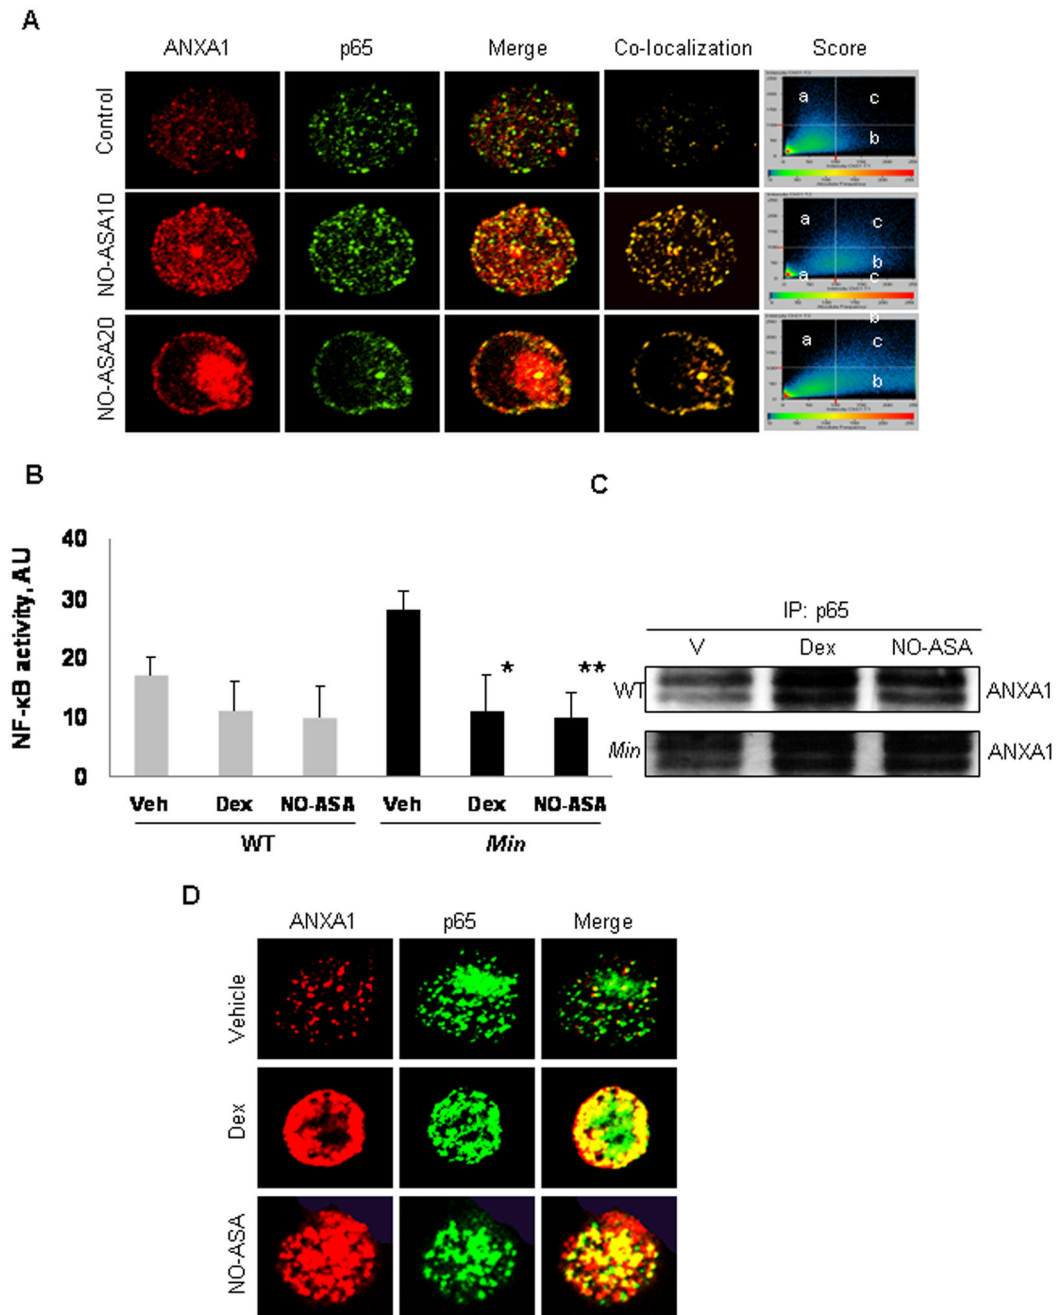 A
ANXA1 p65 Merge Co-localization Score
Control
a c
b
NO-ASA10
a c
b
a c
NO-ASA20
b
a c
b
B
C
NF-κB activity, AU
40
30
20
10
0
* **
Veh Dex NO-ASA Veh Dex NO-ASA
WT Min
IP: p65
V Dex NO-ASA
WT ANXA1
Min ANXA1
D
ANXA1 p65 Merge
Vehicle
Dex
NO-ASA